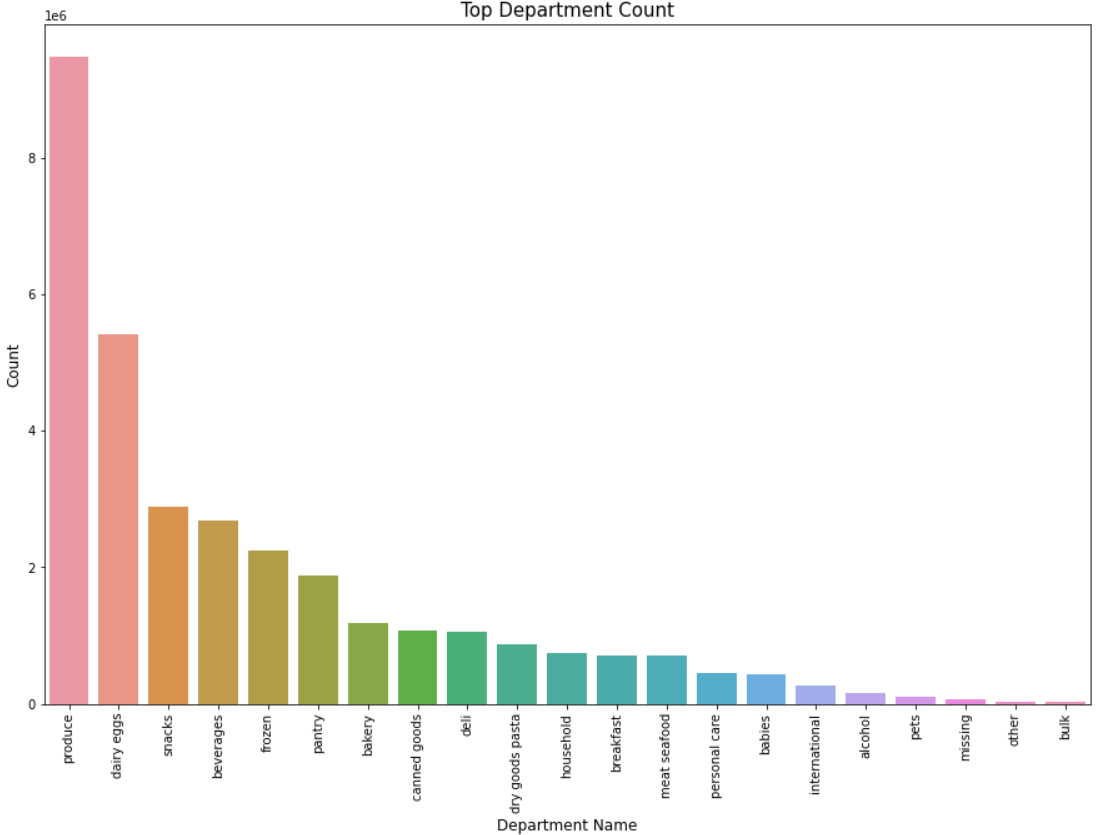 Top Department Count
1e6
8
6
4
2
0
Count
produce
dairy eggs
snacks
beverages
frozen
pantry
bakery
canned goods
deli
dry goods pasta
household
breakfast
meat seafood
personal care
babies
international
alcohol
pets
missing
other
bulk
Department Name